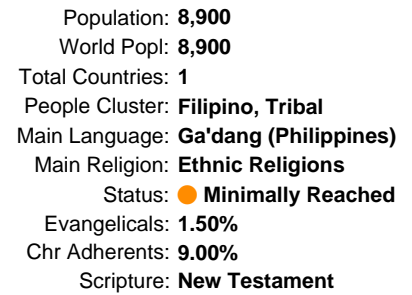 Population: 8,900
World Popl: 8,900
Total Countries: 1
People Cluster: Filipino, Tribal
Main Language: Ga'dang (Philippines)
Main Religion: Ethnic Religions
Status: Minimally Reached
Evangelicals: 1.50%
Chr Adherents: 9.00%
Scripture: New Testament